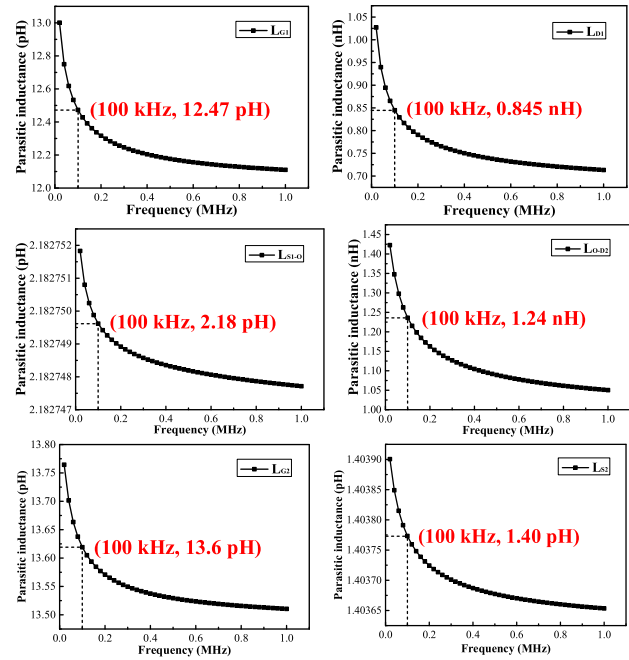 Parasitic inductance (pH)
13.0
12.8
12.6
12.4
12.2
12.0
L_G1
(100 kHz, 12.47 pH)
0.0 0.2 0.4 0.6 0.8 1.0
Frequency (MHz)
Parasitic inductance (nH)
1.05
1.00
0.95
0.90
0.85
0.80
0.75
0.70
L_D1
(100 kHz, 0.845 nH)
0.0 0.2 0.4 0.6 0.8 1.0
Frequency (MHz)
Parasitic inductance (pH)
2.182752
2.182751
2.182750
2.182749
2.182748
2.182747
L_S1-O
(100 kHz, 2.18 pH)
0.0 0.2 0.4 0.6 0.8 1.0
Frequency (MHz)
Parasitic inductance (nH)
1.45
1.40
1.35
1.30
1.25
1.20
1.15
1.10
1.05
1.00
L_O-D2
(100 kHz, 1.24 nH)
0.0 0.2 0.4 0.6 0.8 1.0
Frequency (MHz)
Parasitic inductance (pH)
13.80
13.75
13.70
13.65
13.60
13.55
13.50
L_G2
(100 kHz, 13.6 pH)
0.0 0.2 0.4 0.6 0.8 1.0
Frequency (MHz)
Parasitic inductance (pH)
1.40390
1.40385
1.40380
1.40375
1.40370
1.40365
L_S2
(100 kHz, 1.40 pH)
0.0 0.2 0.4 0.6 0.8 1.0
Frequency (MHz)